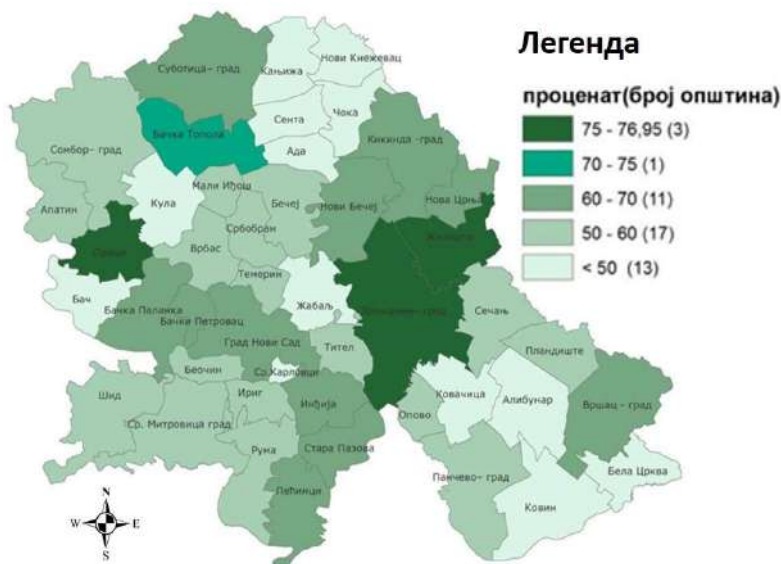 Легенда
проценат(број општина)
75 - 76,95 (3)
70 - 75 (1)
60 - 70 (11)
50 - 60 (17)
< 50 (13)
Суботица- град
Кањижа
Нови Кнежевац
Сента
Чока
Бачка Топола
Ада
Кикинда -град
Сомбор- град
Мали Иђош
Кула
Бечеј
Нови Бечеј
Нова Црња
Апатин
Србобран
Врбас
Темерин
Жабаљ
Сечањ
Бач
Бачка Паланка
Бачки Петровац
Град Нови Сад
Тител
Пландиште
Беочин
Ср.Карловци
Шид
Ириг
Инђија
Опово
Ковачица
Алибунар
Вршац - град
Ср. Митровица град
Рума
Стара Пазова
Панчево- град
Бела Црква
Пећинци
Ковин
N
W
E
S